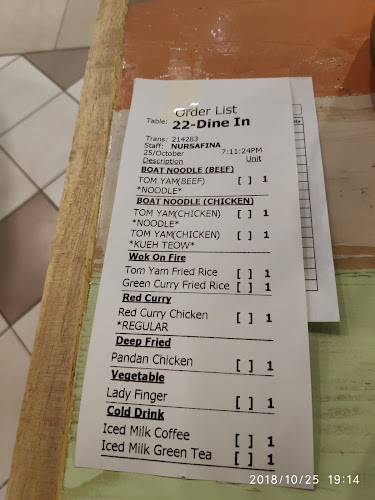 Order List
Table: 22-Dine In
Trans: 214283
Staff: NURSAFINA
25/October 7:11:24PM
Description Unit
BOAT NOODLE (BEEF)
TOM YAM(BEEF) [ ] 1
*NOODLE*
BOAT NOODLE (CHICKEN)
TOM YAM(CHICKEN) [ ] 1
*NOODLE*
TOM YAM(CHICKEN) [ ] 1
*KUEH TEOW*
Wok On Fire
Tom Yam Fried Rice [ ] 1
Green Curry Fried Rice [ ] 1
Red Curry
Red Curry Chicken [ ] 1
*REGULAR
Deep Fried
Pandan Chicken [ ] 1
Vegetable
Lady Finger [ ] 1
Cold Drink
Iced Milk Coffee [ ] 1
Iced Milk Green Tea [ ] 1
2018/10/25 19:14